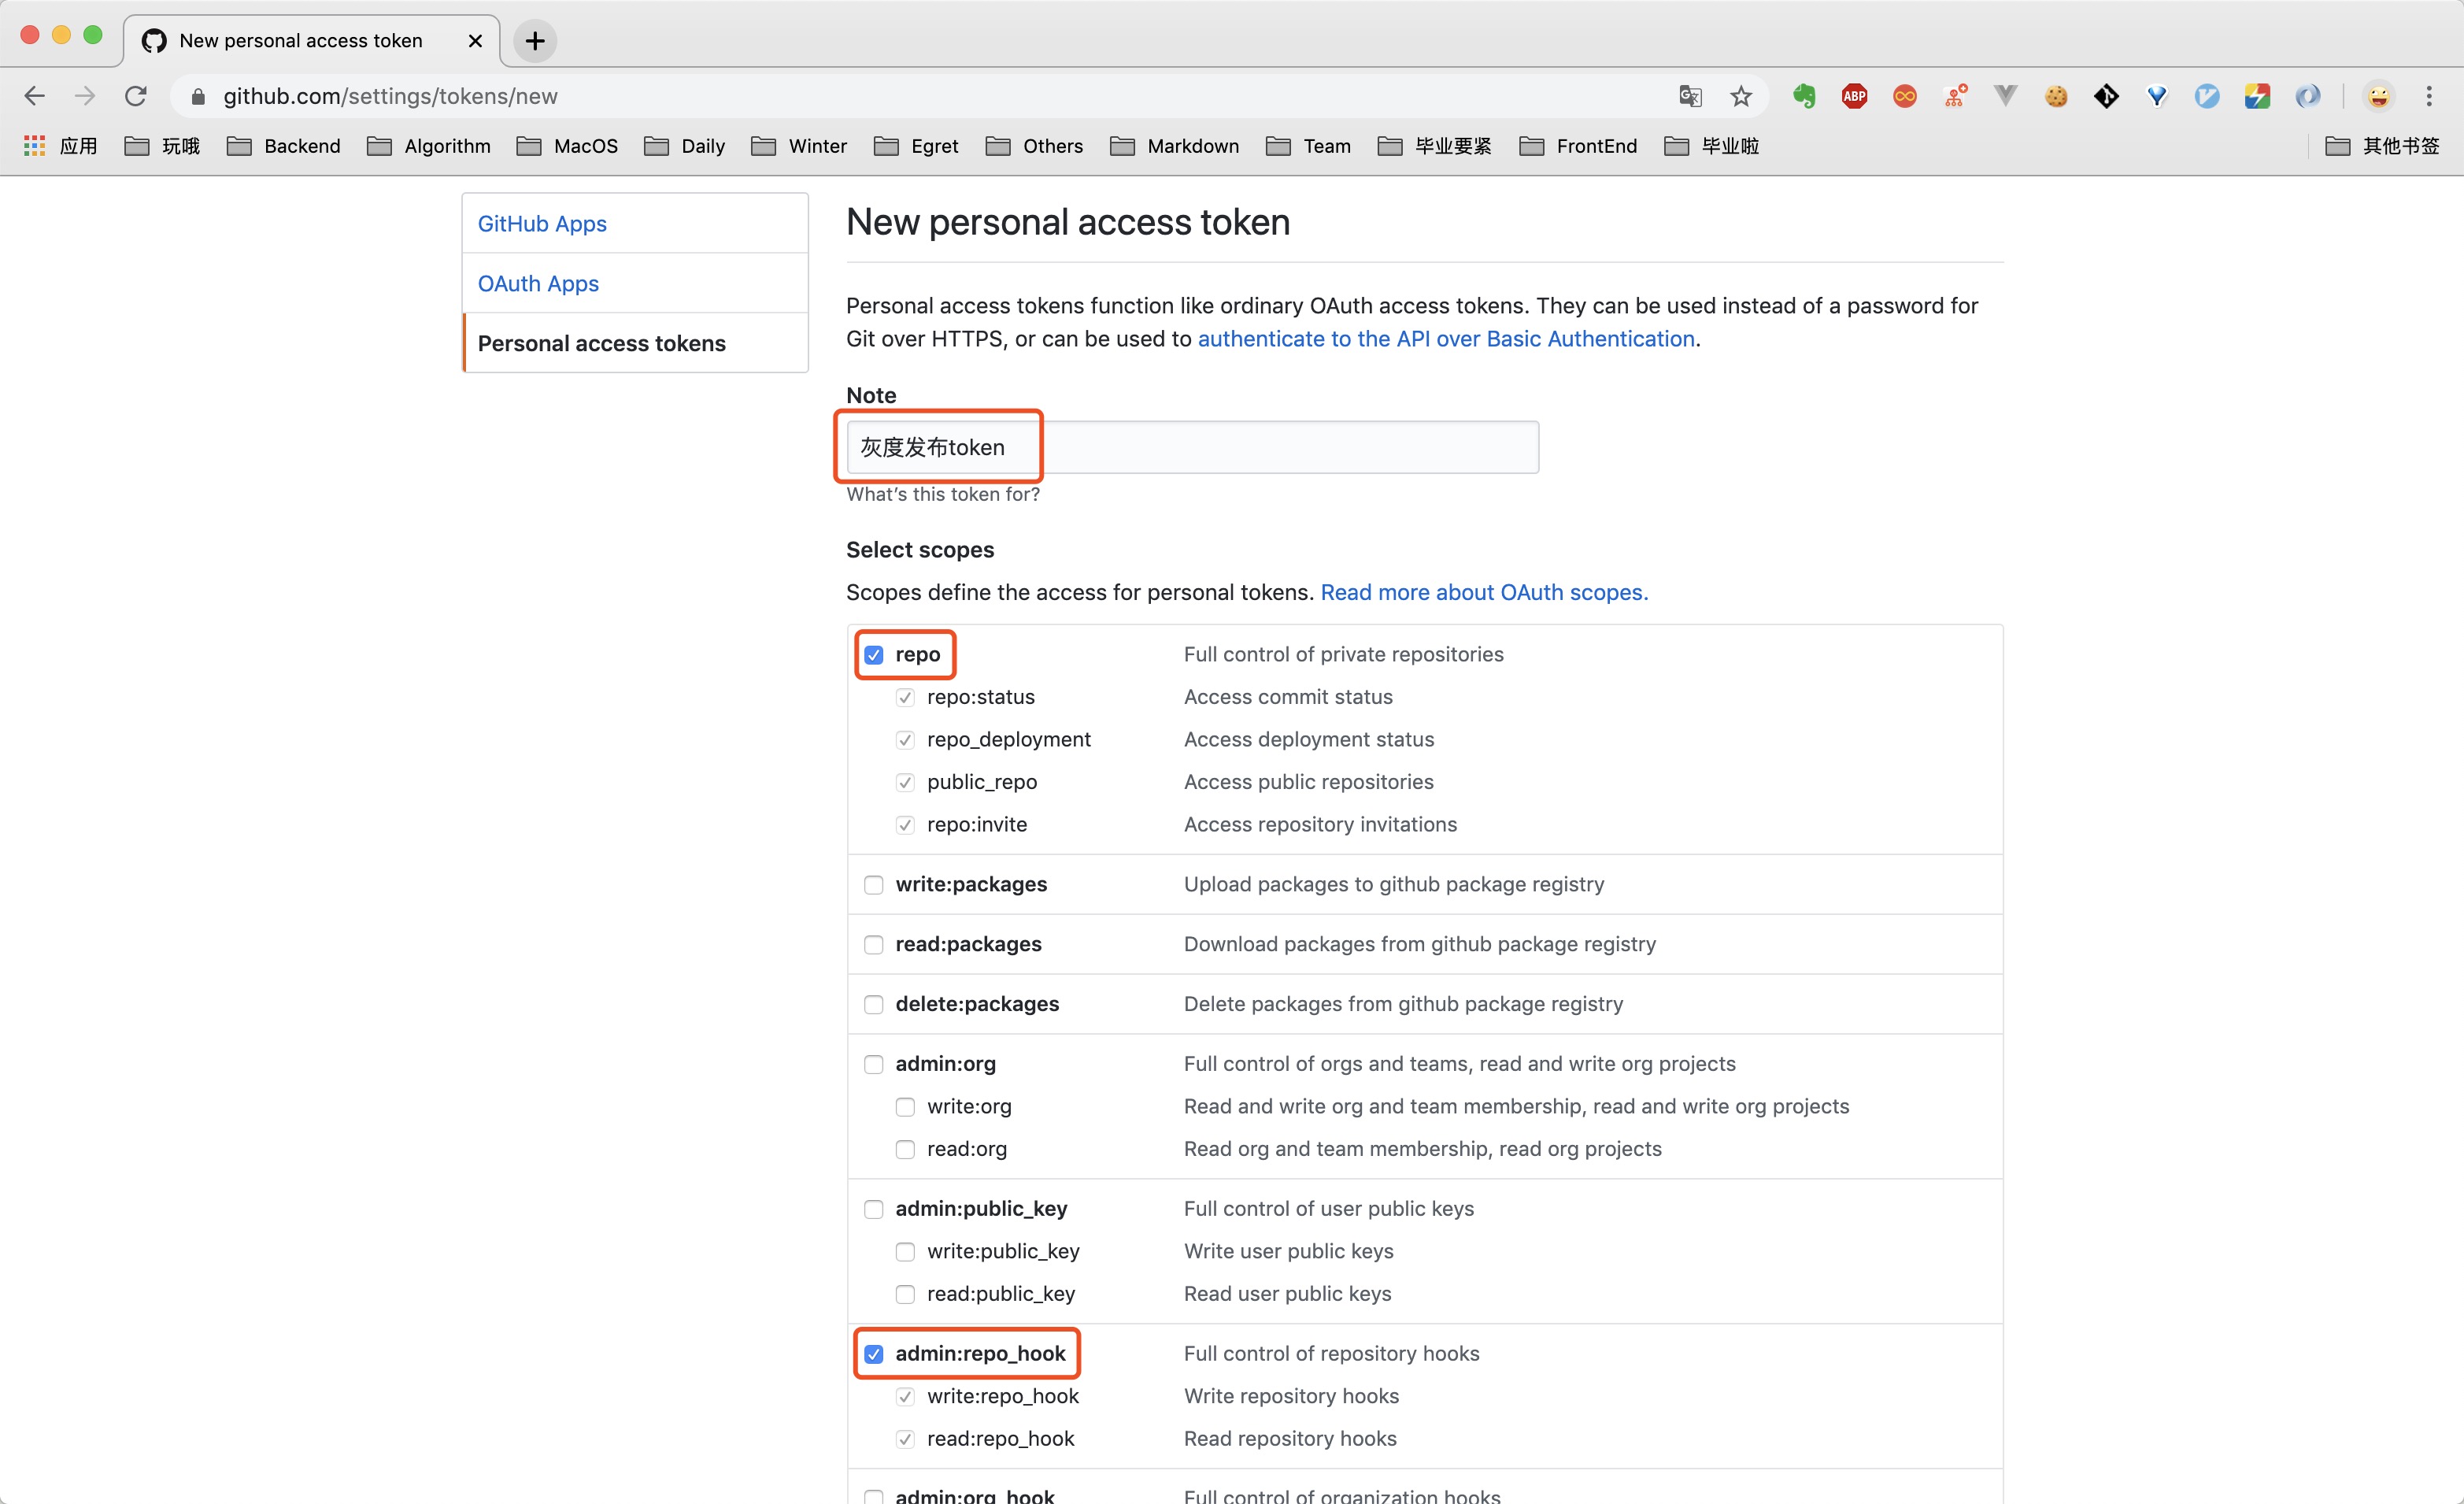 New personal access token
github.com/settings/tokens/new
ABP
应用 玩哦 Backend Algorithm MacOS Daily Winter Egret Others Markdown Team 毕业要紧 FrontEnd 毕业啦 其他书签
GitHub Apps
OAuth Apps
Personal access tokens
New personal access token
Personal access tokens function like ordinary OAuth access tokens. They can be used instead of a password for
Git over HTTPS, or can be used to authenticate to the API over Basic Authentication.
Note
灰度发布token
What's this token for?
Select scopes
Scopes define the access for personal tokens. Read more about OAuth scopes.
repo Full control of private repositories
repo:status Access commit status
repo_deployment Access deployment status
public_repo Access public repositories
repo:invite Access repository invitations
write:packages Upload packages to github package registry
read:packages Download packages from github package registry
delete:packages Delete packages from github package registry
admin:org Full control of orgs and teams, read and write org projects
write:org Read and write org and team membership, read and write org projects
read:org Read org and team membership, read org projects
admin:public_key Full control of user public keys
write:public_key Write user public keys
read:public_key Read user public keys
admin:repo_hook Full control of repository hooks
write:repo_hook Write repository hooks
read:repo_hook Read repository hooks
admin:org_hook Full control of organization hooks